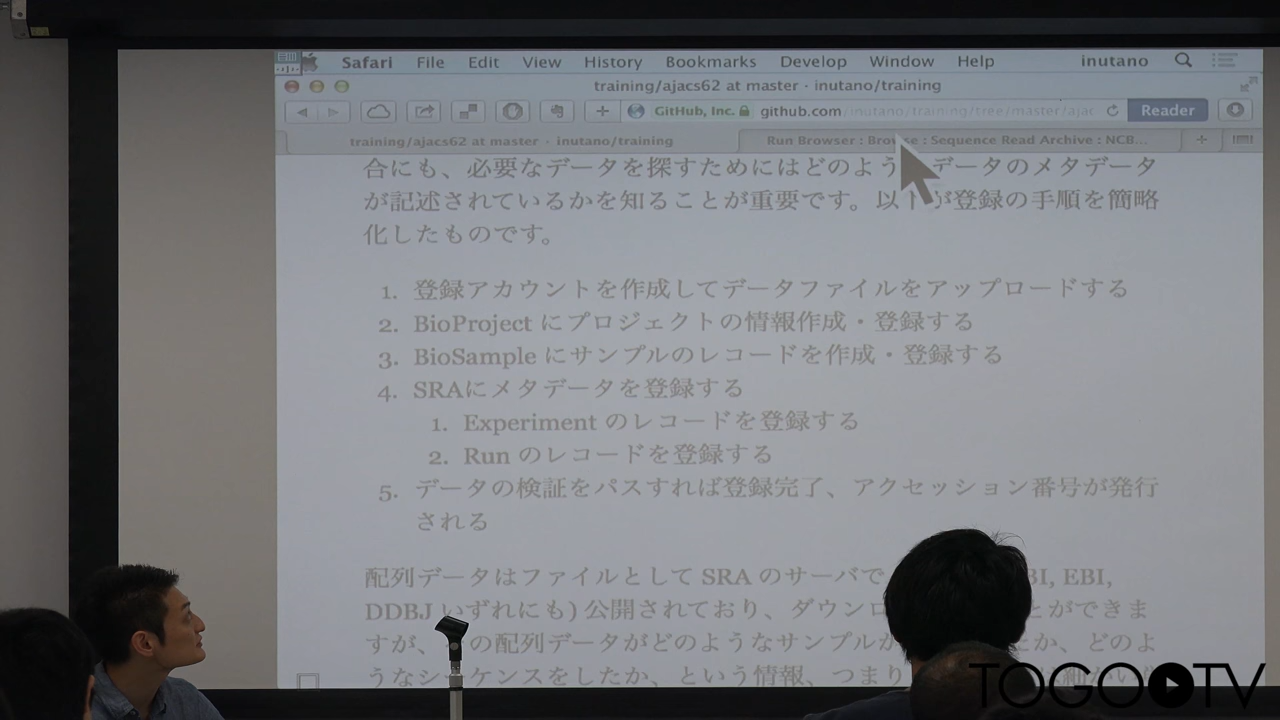 Safari File Edit View History Bookmarks Develop Window Help inutano
training/ajacs62 at master · inutano/training
GitHub, Inc. github.com/inutano/training/tree/master/ajac Reader
training/ajacs62 at master · inutano/training Run Browser : Browse : Sequence Read Archive : NCB...
合にも、必要なデータを探すためにはどのよう データのメタデータ
が記述されているかを知ることが重要です。以下が登録の手順を簡略
化したものです。
1. 登録アカウントを作成してデータファイルをアップロードする
2. BioProject にプロジェクトの情報作成・登録する
3. BioSample にサンプルのレコードを作成・登録する
4. SRAにメタデータを登録する
1. Experiment のレコードを登録する
2. Run のレコードを登録する
5. データの検証をパスすれば登録完了、アクセッション番号が発行
される
配列データはファイルとして SRA のサーバで BI, EBI,
DDBJ いずれにも) 公開されており、ダウンロ とができま
すが、その配列データがどのようなサンプルか たか、どのよ
うなシーケンスをしたか、という情報、つまり
TOGOTV